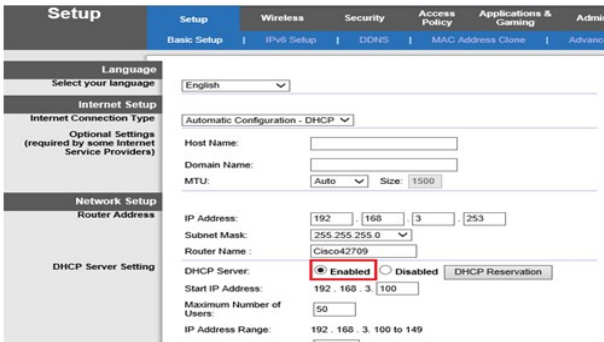 Setup
Setup Wireless Security Access Policy Applications & Gaming
Basic Setup | IPv6 Setup | DDNS | MAC Address Clone |
Language
Select your language English
Internet Setup
Internet Connection Type Automatic Configuration - DHCP
Optional Settings
(required by some Internet
Service Providers)
Host Name:
Domain Name:
MTU: Auto Size: 1500
Network Setup
Router Address
IP Address: 192 . 168 . 3 . 253
Subnet Mask: 255.255.255.0
Router Name : Cisco42709
DHCP Server Setting
DHCP Server: Enabled Disabled DHCP Reservation
Start IP Address: 192 . 168 . 3. 100
Maximum Number of
Users: 50
IP Address Range: 192 . 168 . 3. 100 to 149